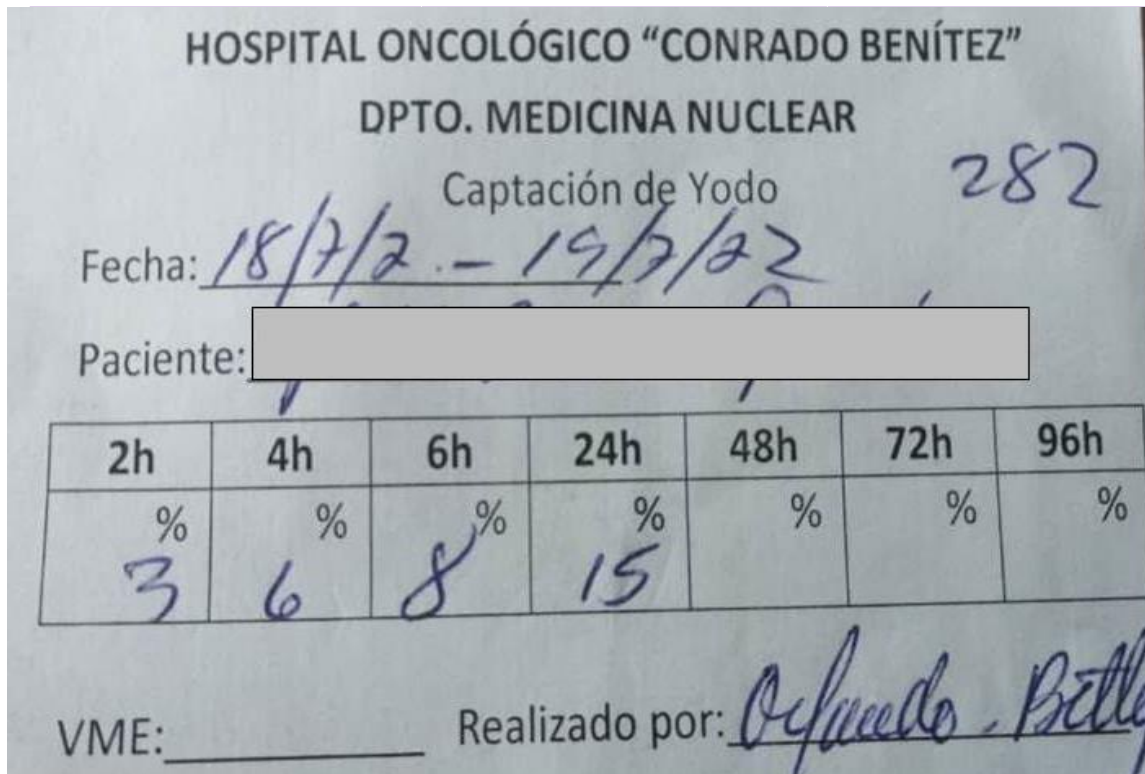 HOSPITAL ONCOLÓGICO “CONRADO BENÍTEZ”
DPTO. MEDICINA NUCLEAR
282
Captación de Yodo
Fecha: 18/7/2 - 19/7/22
Paciente:
2h 4h 6h 24h 48h 72h 96h
% % % % % % %
3 6 8 15
VME:
Realizado por: Orlando